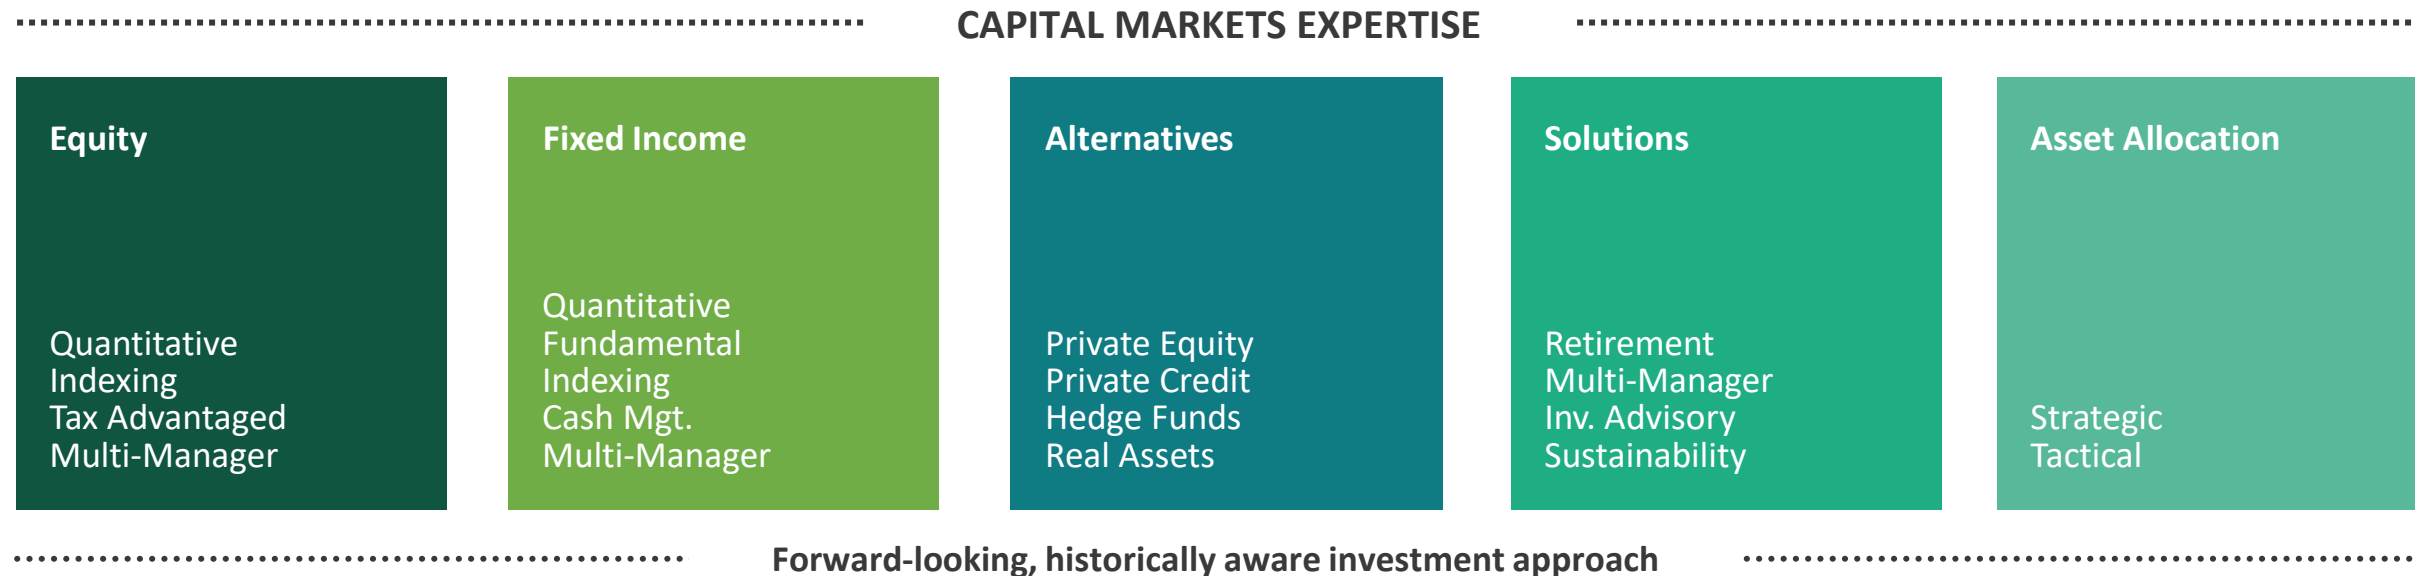 CAPITAL MARKETS EXPERTISE
Equity
Quantitative
Indexing
Tax Advantaged
Multi-Manager
Fixed Income
Quantitative
Fundamental
Indexing
Cash Mgt.
Multi-Manager
Alternatives
Private Equity
Private Credit
Hedge Funds
Real Assets
Solutions
Retirement
Multi-Manager
Inv. Advisory
Sustainability
Asset Allocation
Strategic
Tactical
Forward-looking, historically aware investment approach